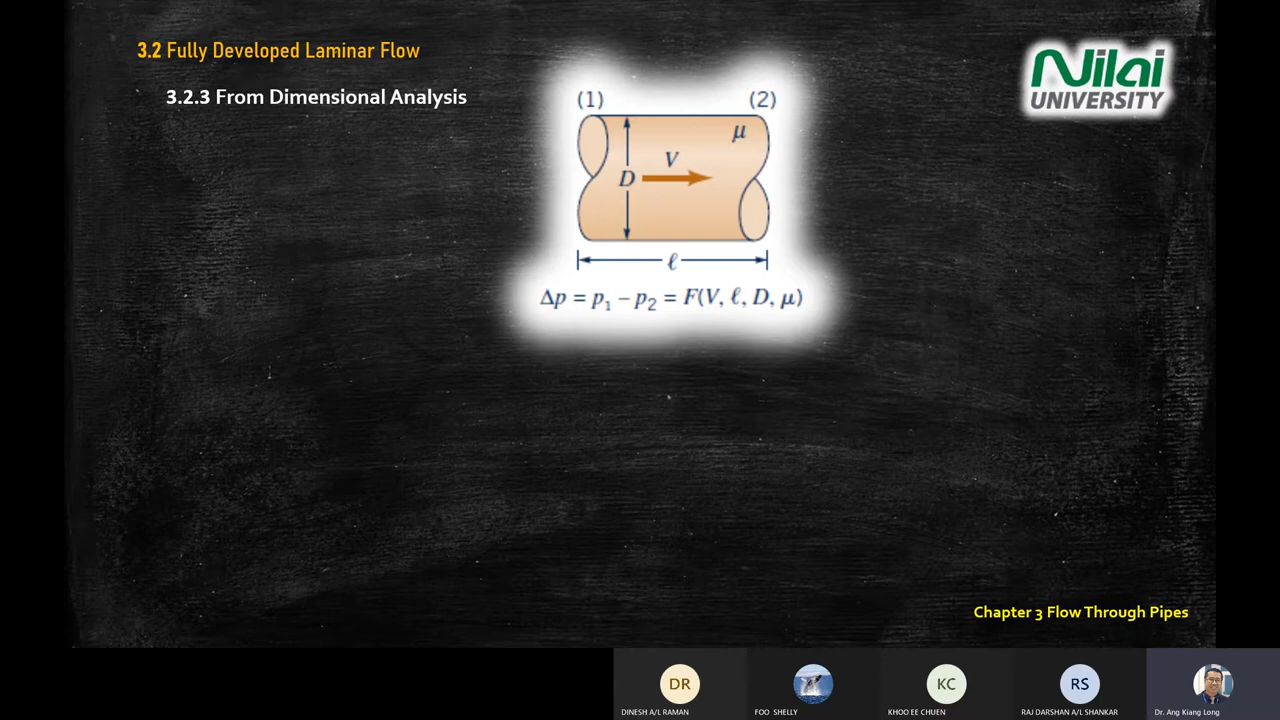 3.2 Fully Developed Laminar Flow
3.2.3 From Dimensional Analysis
Nilai
UNIVERSITY
(1) (2)
μ
V
D
ℓ
Δp = p₁ – p₂ = F(V, ℓ, D, μ)
Chapter 3 Flow Through Pipes
DR KC RS
DINESH A/L RAMAN FOO SHELLY KHOO EE CHUEN RAJ DARSHAN A/L SHANKAR Dr. Ang Kiang Long